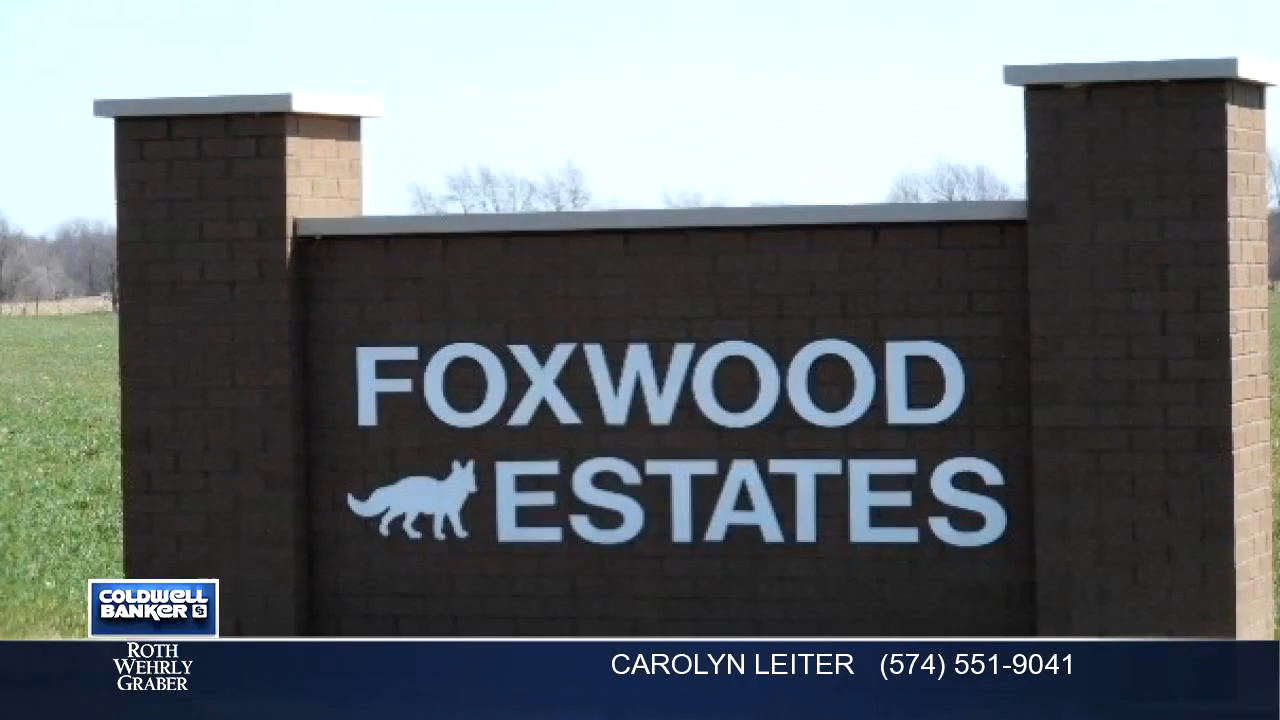 FOXWOOD
ESTATES
COLDWELL
BANKER
ROTH
WEHRLY
GRABER
CAROLYN LEITER (574) 551-9041